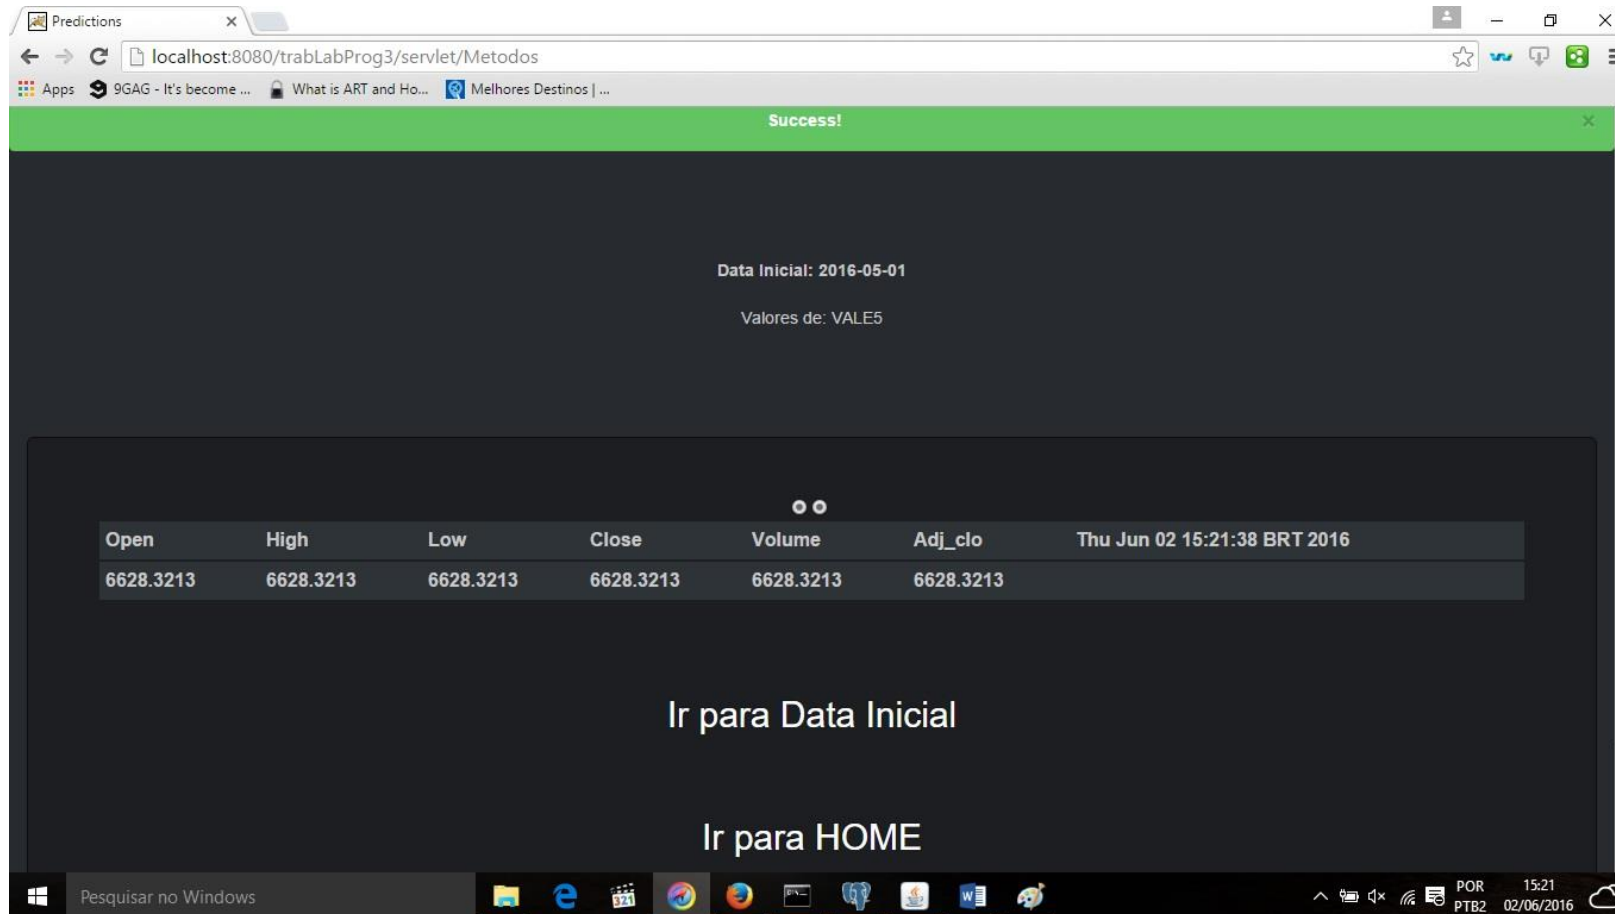 Predictions
localhost:8080/trabLabProg3/servlet/Metodos
Apps 9GAG - It's become ... What is ART and Ho... Melhores Destinos | ...
Success!
Data Inicial: 2016-05-01
Valores de: VALE5
Open High Low Close Volume Adj_clo Thu Jun 02 15:21:38 BRT 2016
6628.3213 6628.3213 6628.3213 6628.3213 6628.3213 6628.3213
Ir para Data Inicial
Ir para HOME
Pesquisar no Windows
POR 15:21
PTB2 02/06/2016